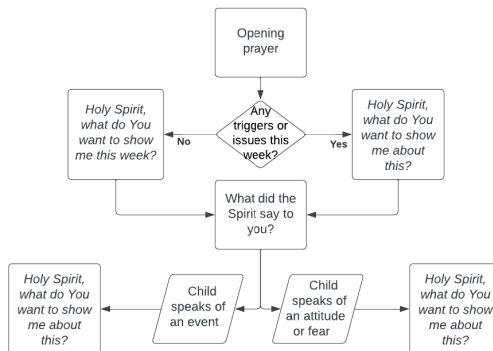 Opening
prayer
Any
triggers or
issues this
week?
No
Yes
Holy Spirit,
what do You
want to show
me this week?
Holy Spirit,
what do You
want to show
me about
this?
What did the
Spirit say to
you?
Holy Spirit,
what do You
want to show
me about
this?
Child
speaks of
an event
Child
speaks of
an attitude
or fear
Holy Spirit,
what do You
want to show
me about
this?